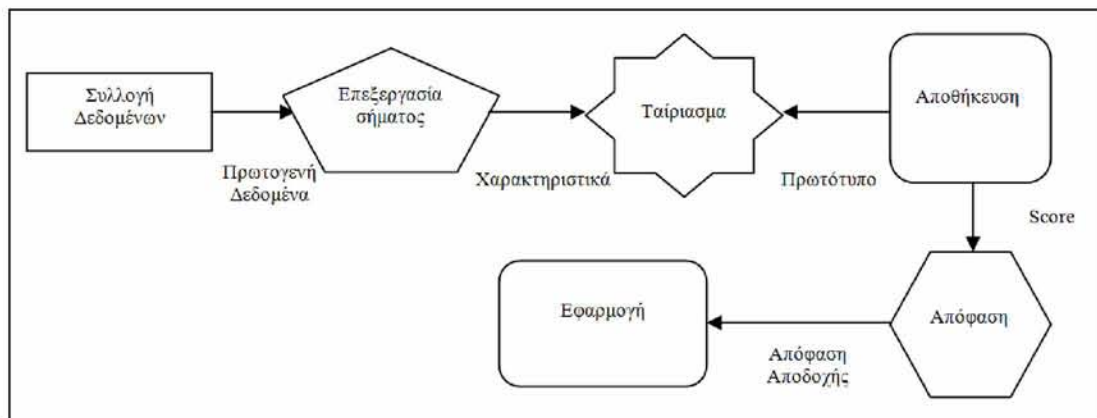 Συλλογή
Δεδομένων
Επεξεργασία
σήματος
Ταίριασμα
Αποθήκευση
Πρωτογενή
Δεδομένα
Χαρακτηριστικά
Πρωτότυπο
Score
Εφαρμογή
Απόφαση
Απόφαση
Αποδοχής